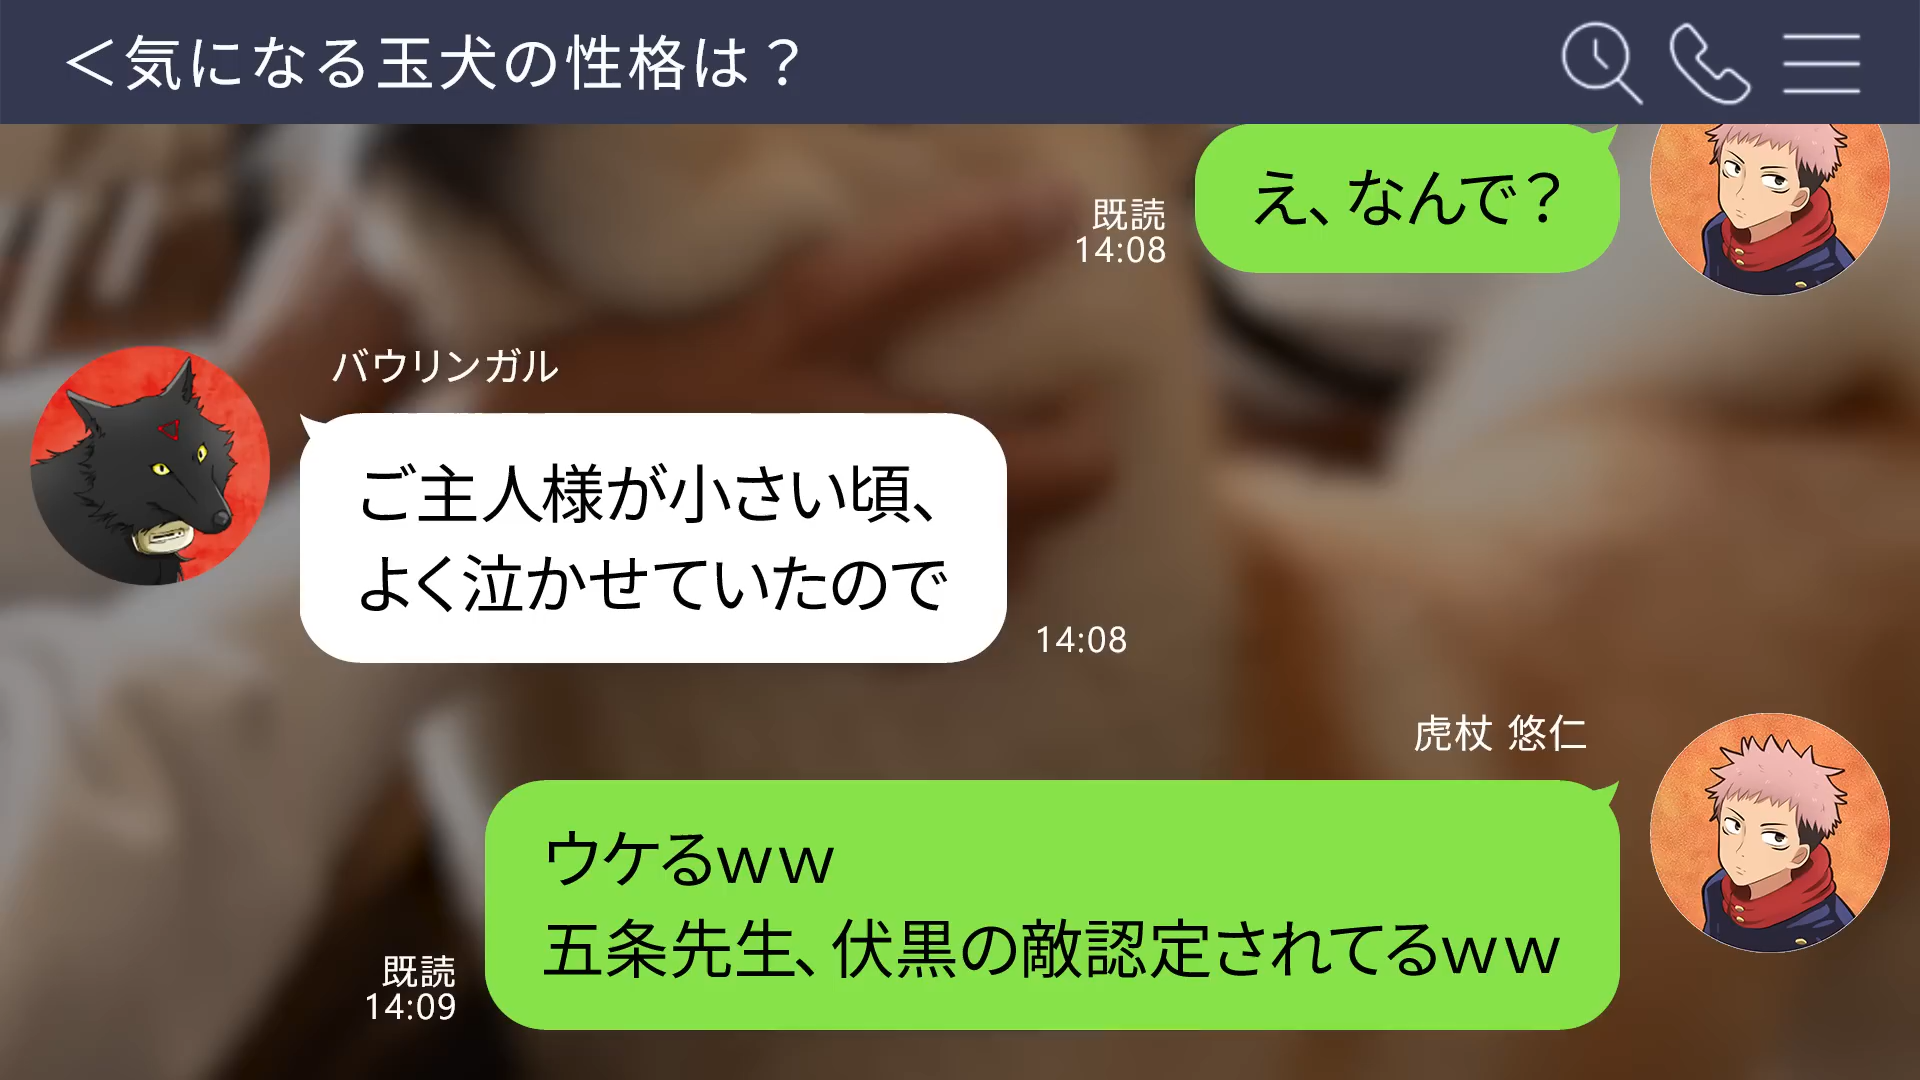 ＜気になる玉犬の性格は？
え、なんで？
既読
14:08
バウリンガル
ご主人様が小さい頃、
よく泣かせていたので
14:08
虎杖 悠仁
ウケるｗｗ
五条先生、伏黒の敵認定されてるｗｗ
既読
14:09